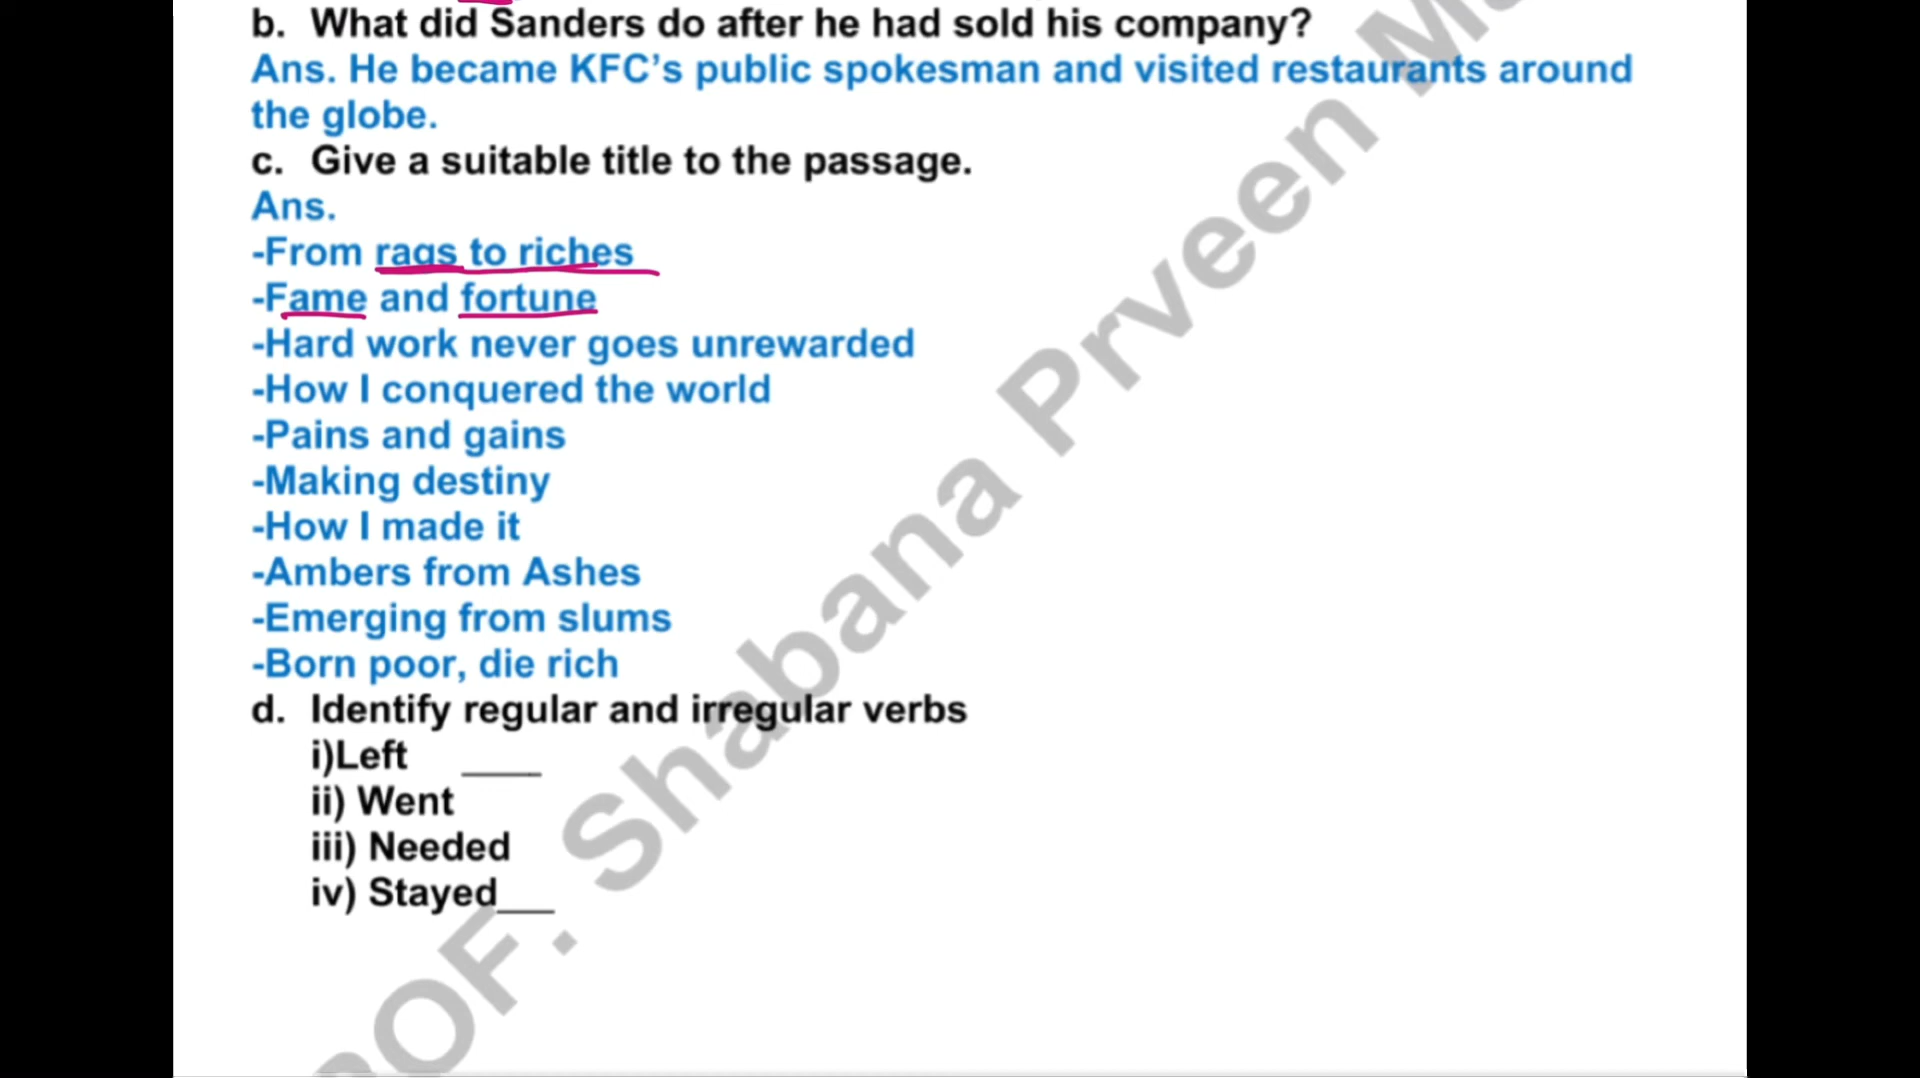 b. What did Sanders do after he had sold his company?
Ans. He became KFC's public spokesman and visited restaurants around
the globe.
c. Give a suitable title to the passage.
Ans.
-From rags to riches
-Fame and fortune
-Hard work never goes unrewarded
-How I conquered the world
-Pains and gains
-Making destiny
-How I made it
-Ambers from Ashes
-Emerging from slums
-Born poor, die rich
d. Identify regular and irregular verbs
i)Left ____
ii) Went
iii) Needed
iv) Stayed___
OF. Shabana Prveen